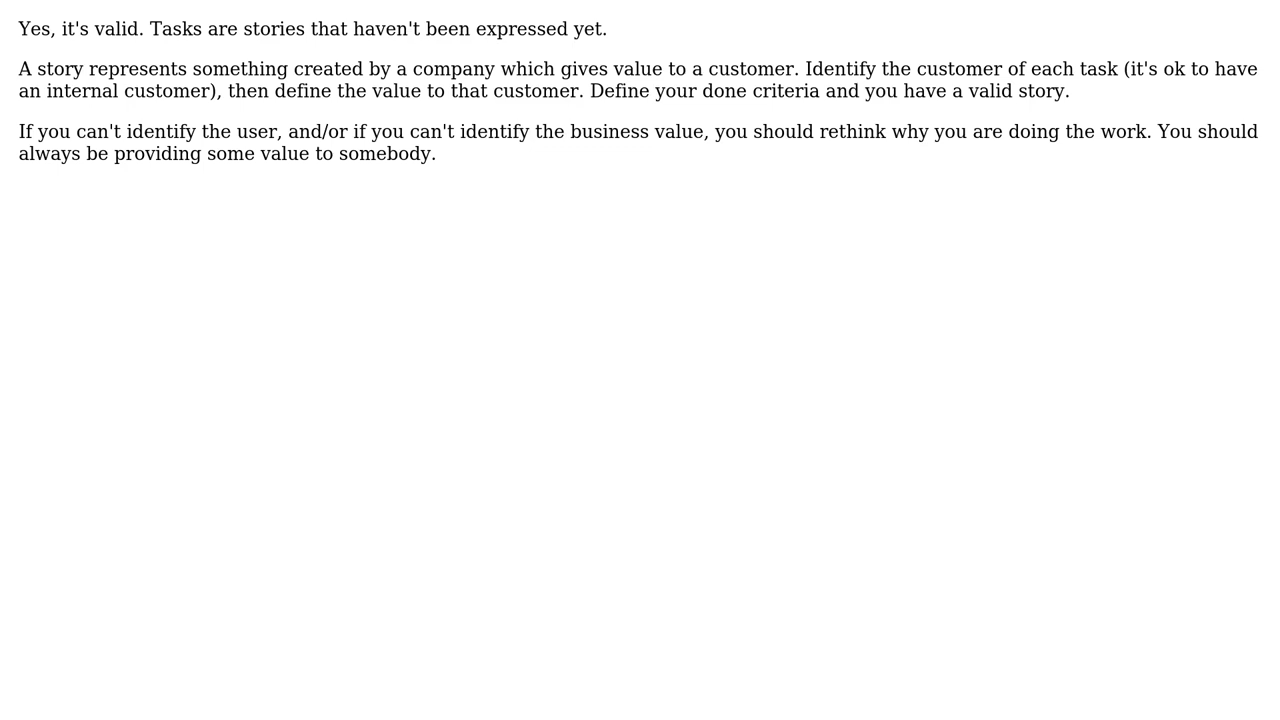 Yes, it's valid. Tasks are stories that haven't been expressed yet.
A story represents something created by a company which gives value to a customer. Identify the customer of each task (it's ok to have
an internal customer), then define the value to that customer. Define your done criteria and you have a valid story.
If you can't identify the user, and/or if you can't identify the business value, you should rethink why you are doing the work. You should
always be providing some value to somebody.